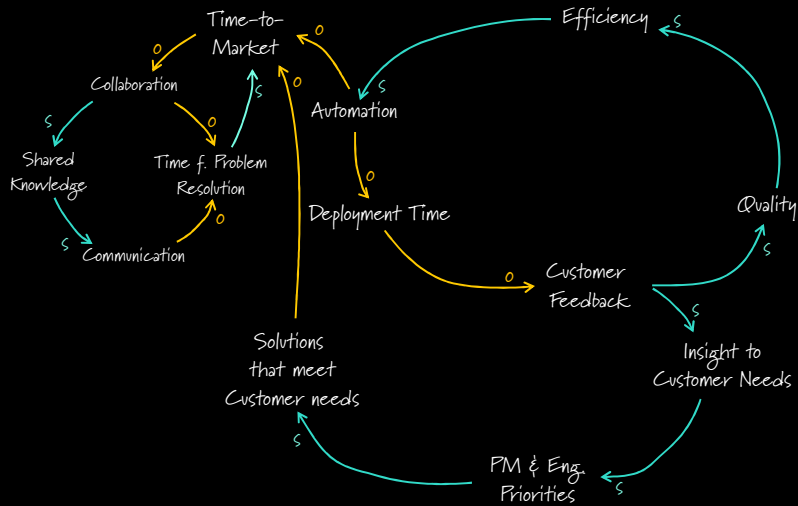 Efficiency
S
Time-to-
Market
O
O
S
Collaboration
S
O
S
Automation
O
S
Shared
Knowledge
Time f. Problem
Resolution
O
Deployment Time
Quality
S
O
S
Communication
O
Customer
Feedback
S
Solutions
that meet
Customer needs
Insight to
Customer Needs
S
PM & Eng.
Priorities
S